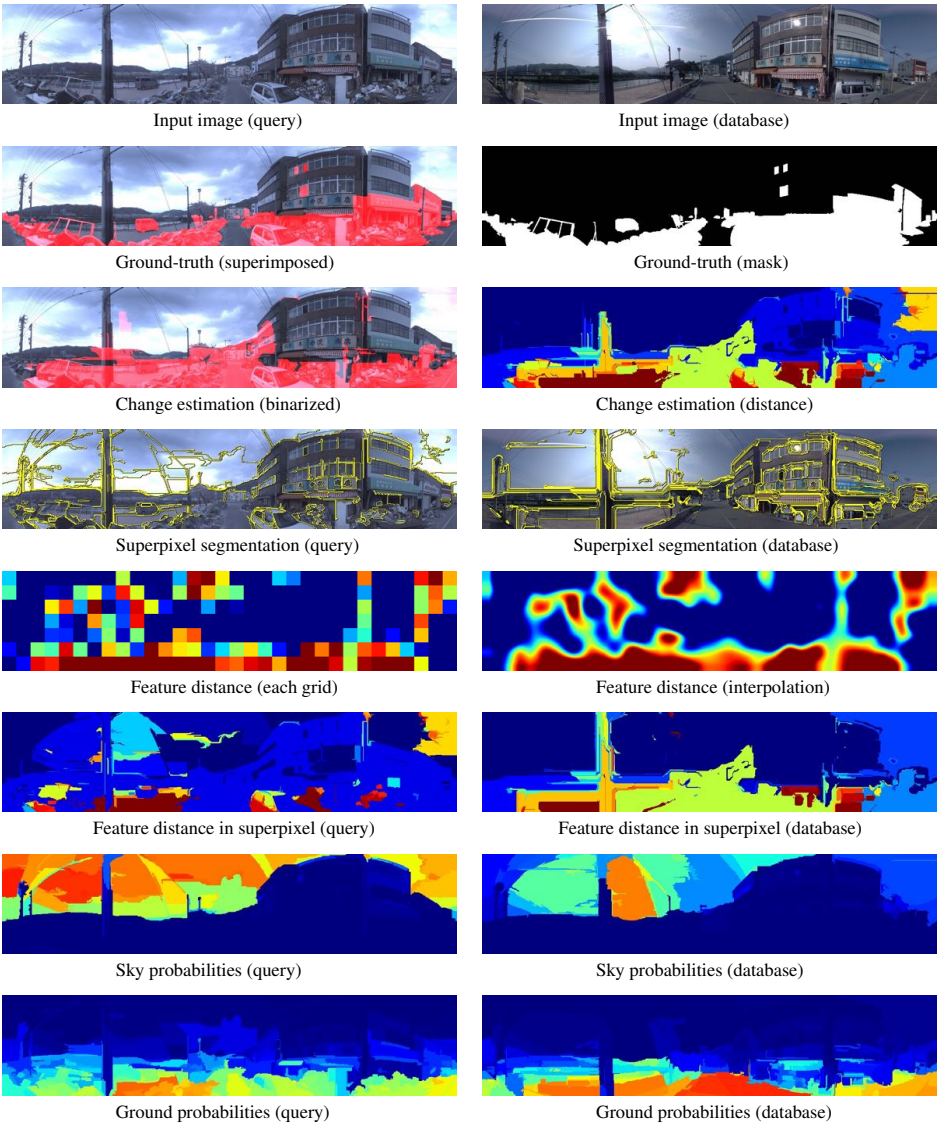 Input image (query)
Input image (database)
Ground-truth (superimposed)
Ground-truth (mask)
Change estimation (binarized)
Change estimation (distance)
Superpixel segmentation (query)
Superpixel segmentation (database)
Feature distance (each grid)
Feature distance (interpolation)
Feature distance in superpixel (query)
Feature distance in superpixel (database)
Sky probabilities (query)
Sky probabilities (database)
Ground probabilities (query)
Ground probabilities (database)